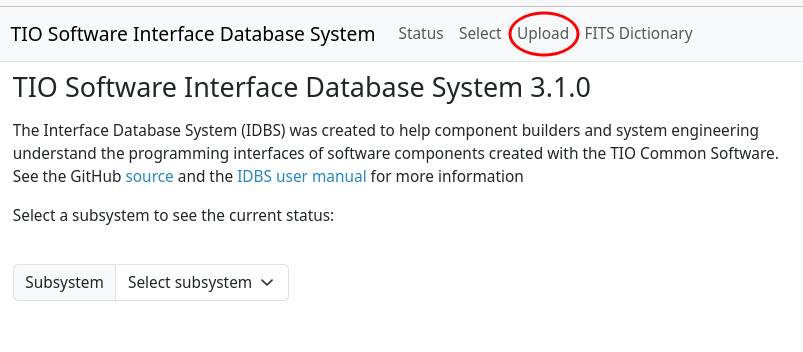 TIO Software Interface Database System Status Select Upload FITS Dictionary
TIO Software Interface Database System 3.1.0
The Interface Database System (IDBS) was created to help component builders and system engineering
understand the programming interfaces of software components created with the TIO Common Software.
See the GitHub source and the IDBS user manual for more information
Select a subsystem to see the current status:
Subsystem Select subsystem